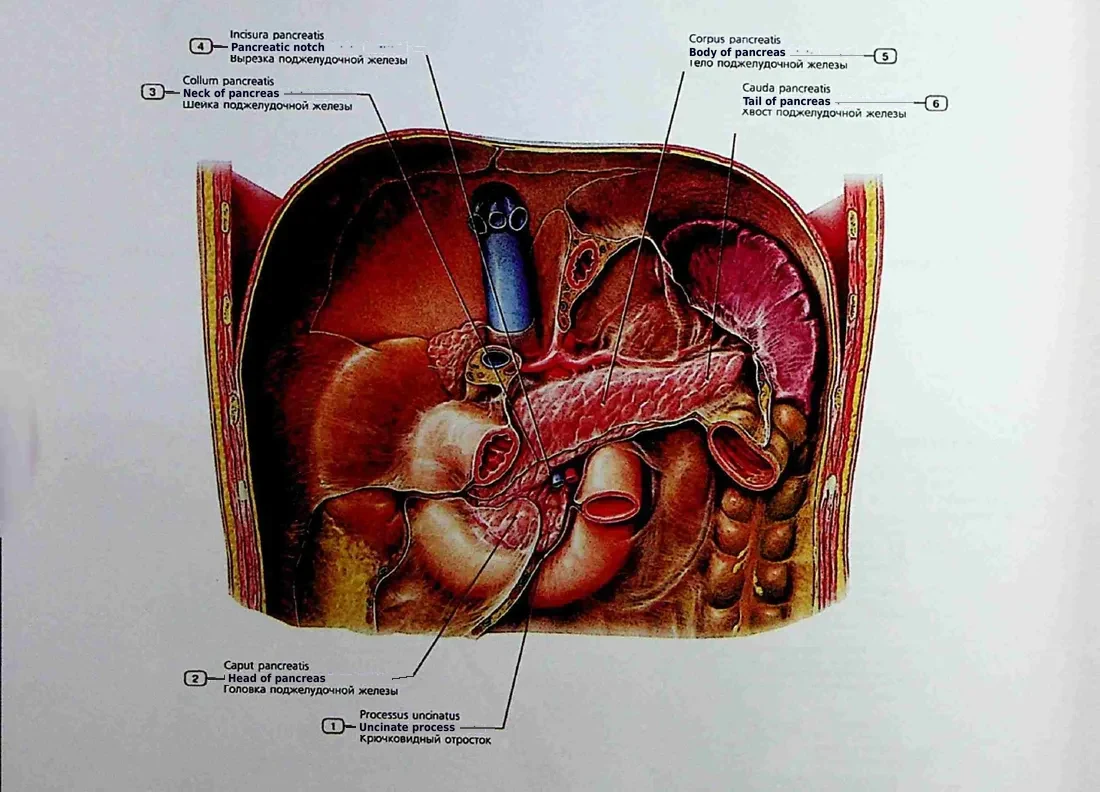 Incisura pancreatis
4 Pancreatic notch
Вырезка поджелудочной железы
Corpus pancreatis
Body of pancreas 5
Тело поджелудочной железы
Collum pancreatis
3 Neck of pancreas
Шейка поджелудочной железы
Cauda pancreatis
Tail of pancreas 6
Хвост поджелудочной железы
Caput pancreatis
2 Head of pancreas
Головка поджелудочной железы
Processus uncinatus
1 Uncinate process
Крючковидный отросток